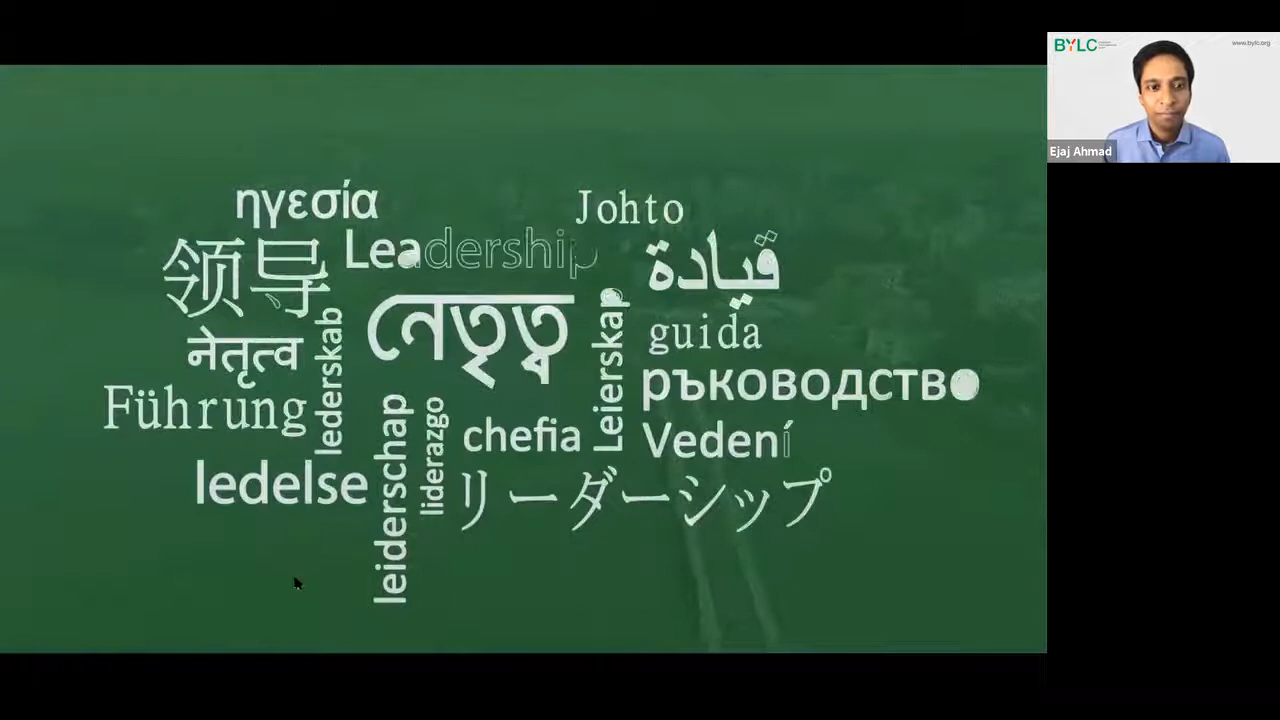 BYLC
www.bylc.org
Ejaj Ahmad
ηγεσία
Johto
领导
Leadership
قيادة
নেতৃত্ব
नेतृत्व
lederskab
Leierskap
guida
Führung
ръководство
leiderschap
liderazgo
chefia
Vedení
ledelse
リーダーシップ